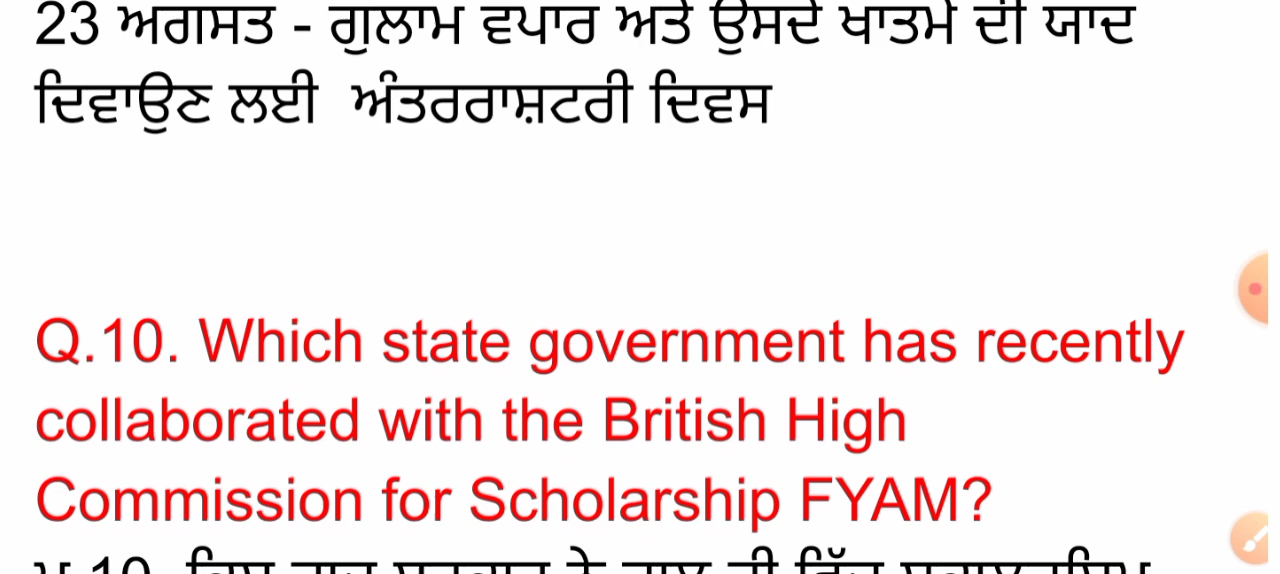 23 ਅਗਸਤ - ਗੁਲਾਮ ਵਪਾਰ ਅਤੇ ਉਸਦੇ ਖਾਤਮੇ ਦੀ ਯਾਦ
ਦਿਵਾਉਣ ਲਈ ਅੰਤਰਰਾਸ਼ਟਰੀ ਦਿਵਸ
Q.10. Which state government has recently
collaborated with the British High
Commission for Scholarship FYAM?